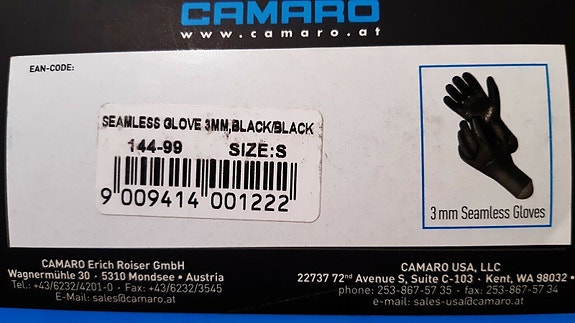 CAMARO
www.camaro.at
EAN-CODE:
SEAMLESS GLOVE 3MM,BLACK/BLACK
144-99 SIZE:S
9 009414 001222
3mm Seamless Gloves
CAMARO Erich Roiser GmbH
Wagnermühle 30 · 5310 Mondsee • Austria
Tel.: +43/6232/4201-0 · Fax: +43/6232/3545
E-Mail: sales@camaro.at
CAMARO USA, LLC
22737 72nd Avenue S, Suite C-103 · Kent, WA 98032 •
phone: 253-867-57 35 · fax: 253-867-57 34
e-mail: sales-usa@camaro.at